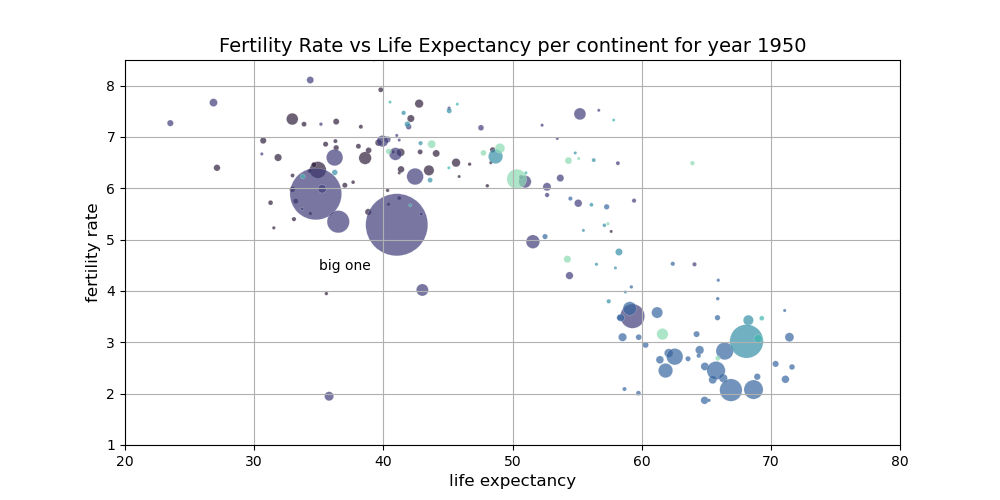 Fertility Rate vs Life Expectancy per continent for year 1950
fertility rate
8
7
6
5
4
3
2
1
big one
20 30 40 50 60 70 80
life expectancy